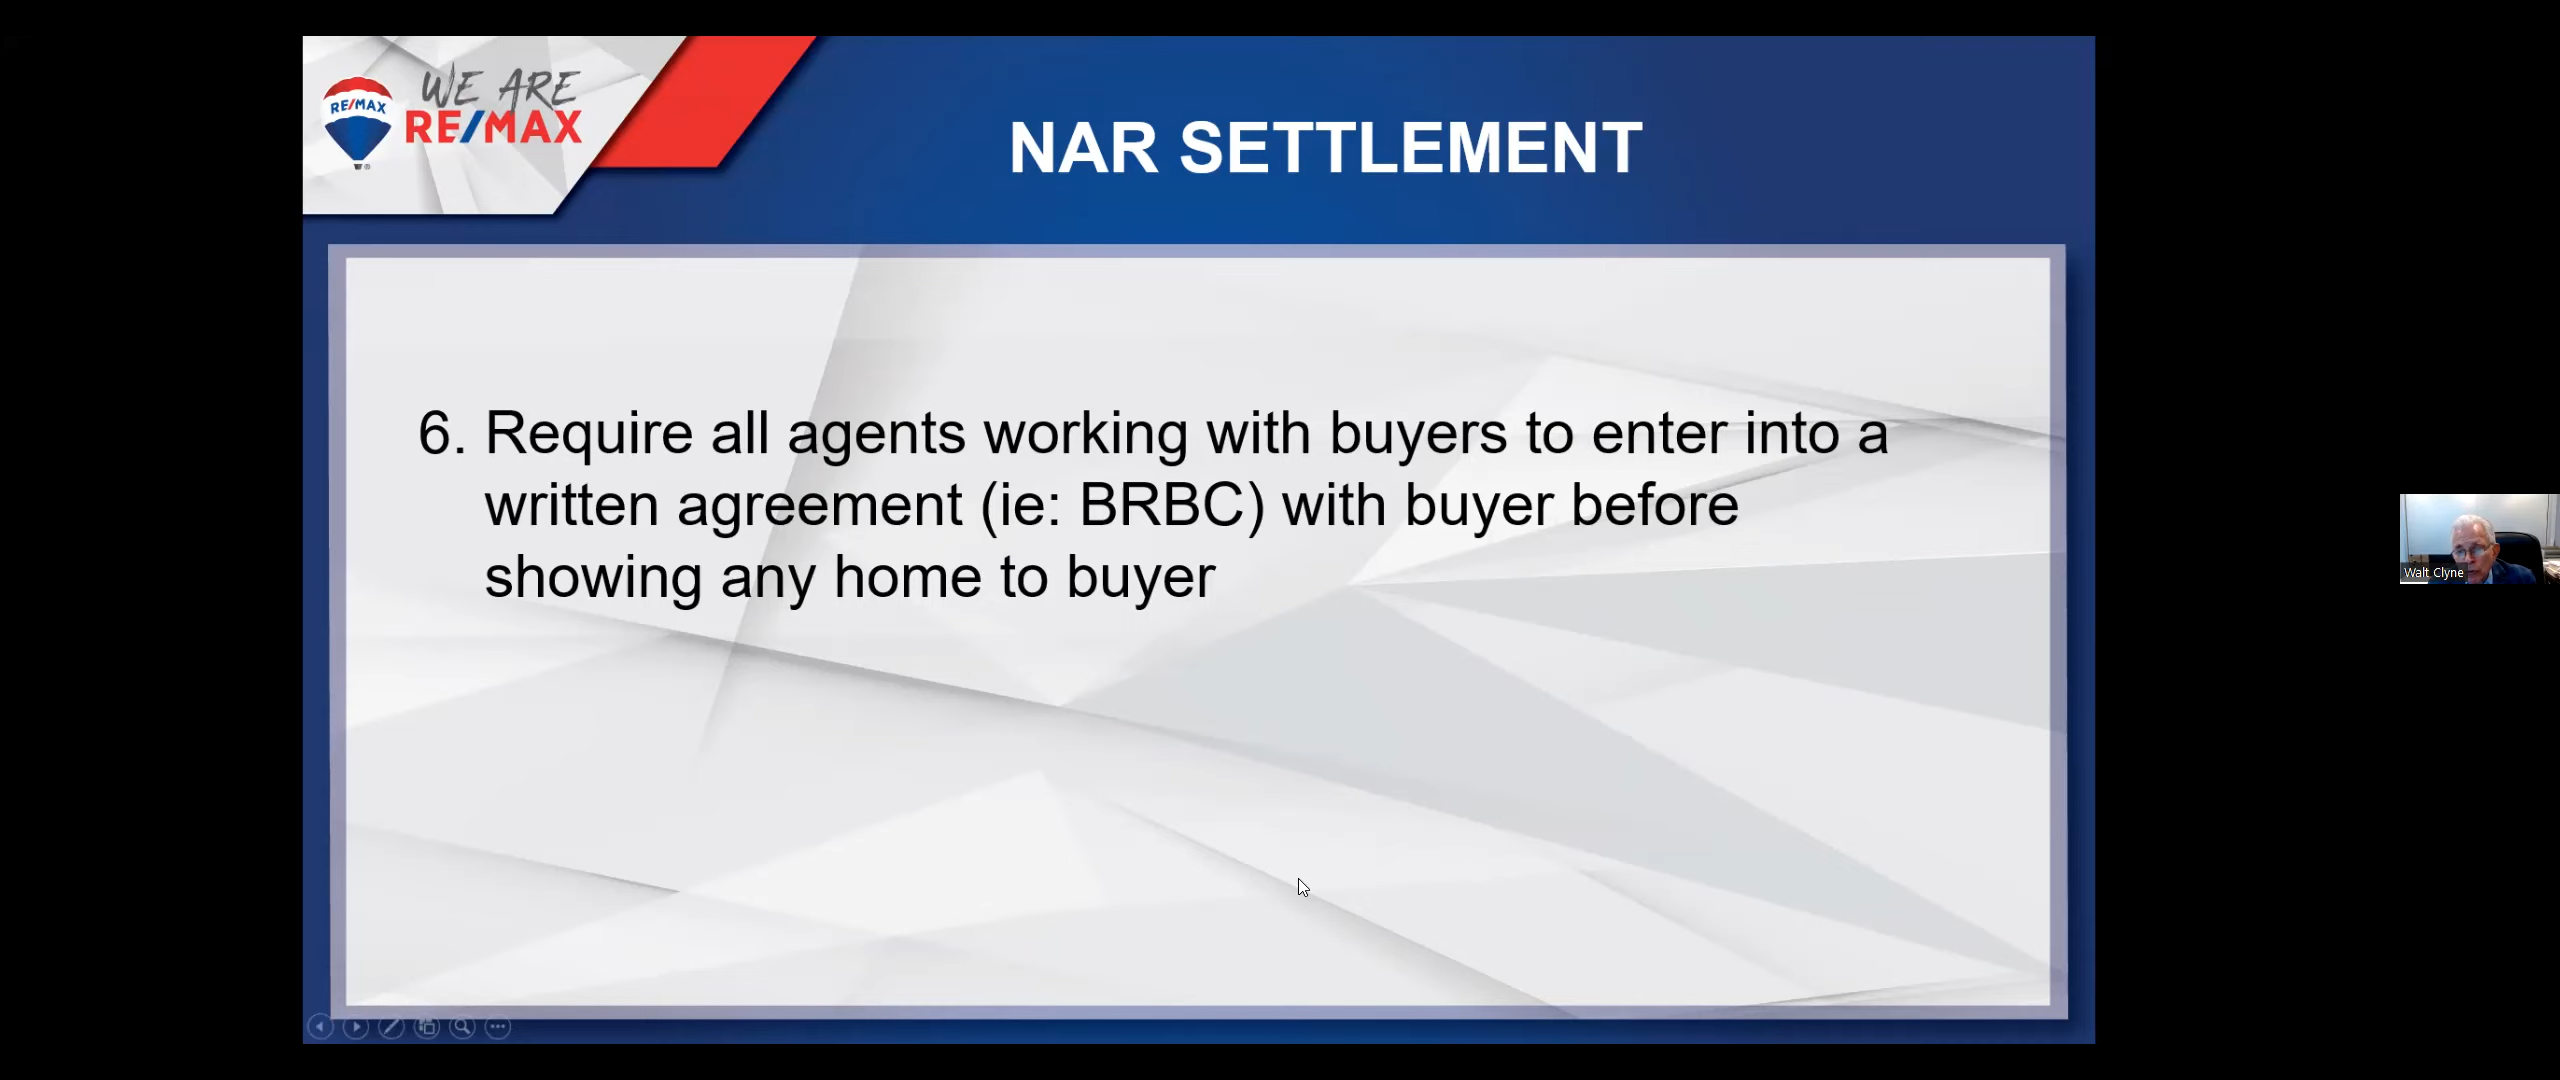 WE ARE
RE/MAX
RE/MAX
NAR SETTLEMENT
6. Require all agents working with buyers to enter into a
written agreement (ie: BRBC) with buyer before
showing any home to buyer
Walt Clyne